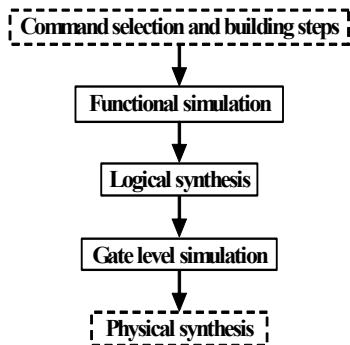 Command selection and building steps
Functional simulation
Logical synthesis
Gate level simulation
Physical synthesis